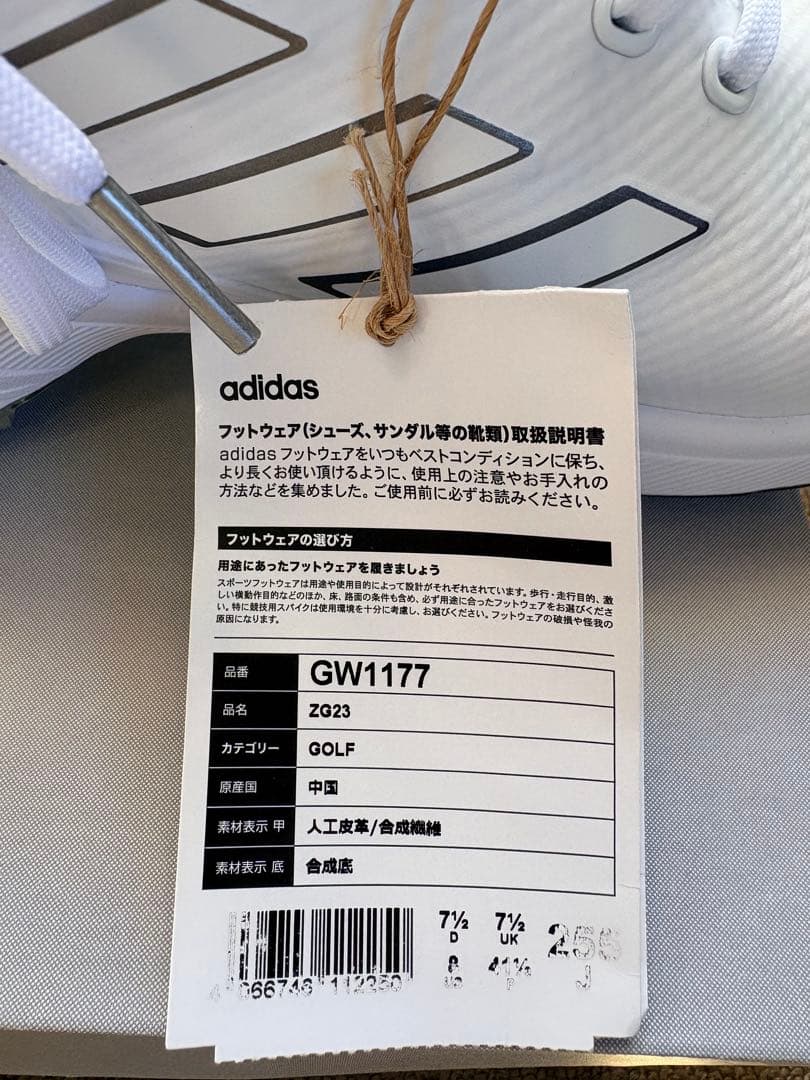 adidas
フットウェア(シューズ、サンダル等の靴類)取扱説明書
adidas フットウェアをいつもベストコンディションに保ち、
より長くお使い頂けるように、使用上の注意やお手入れの
方法などを集めました。ご使用前に必ずお読みください。
フットウェアの選び方
用途にあったフットウェアを履きましょう
スポーツフットウェアは用途や使用目的によって設計がそれぞれされています。歩行・走行目的、激
しい横動作目的などのほか、床、路面の条件も含め、必ず用途に合ったフットウェアをお選びくださ
い。特に競技用スパイクは使用環境を十分に考慮し、お選びください。フットウェアの破損や怪我の
原因になります。
品番 GW1177
品名 ZG23
カテゴリー GOLF
原産国 中国
素材表示 甲 人工皮革/合成繊維
素材表示 底 合成底
7½ 7½ 255
D UK J
8 41⅓
US F
4 066746 112250